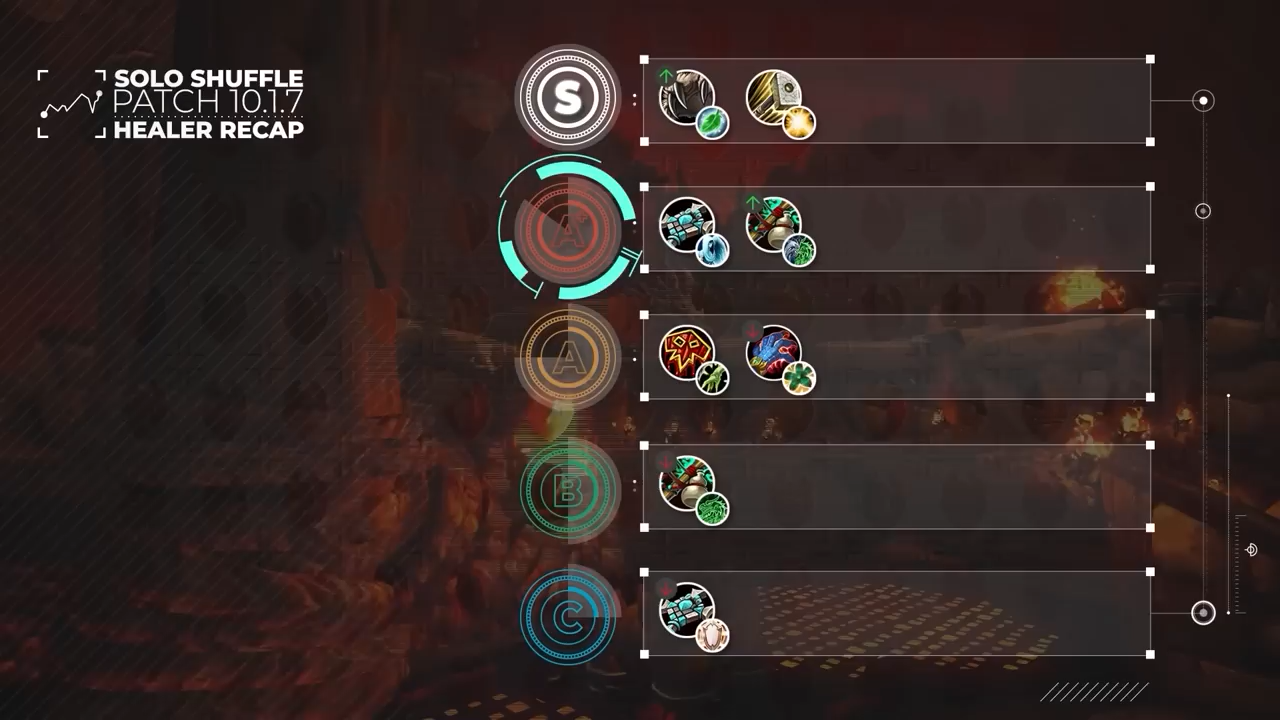 SOLO SHUFFLE
PATCH 10.1.7
HEALER RECAP
S
A+
A
B
C